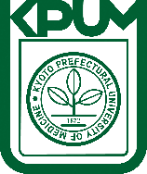 KPUM
KYOTO PREFECTURAL UNIVERSITY OF MEDICINE
1872